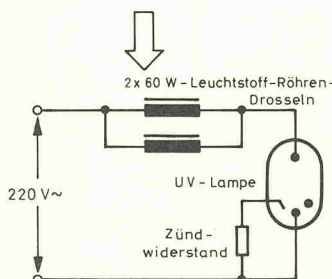 2 x 60 W - Leuchtstoff - Röhren -
Drosseln
220 V~
UV - Lampe
Zünd -
widerstand